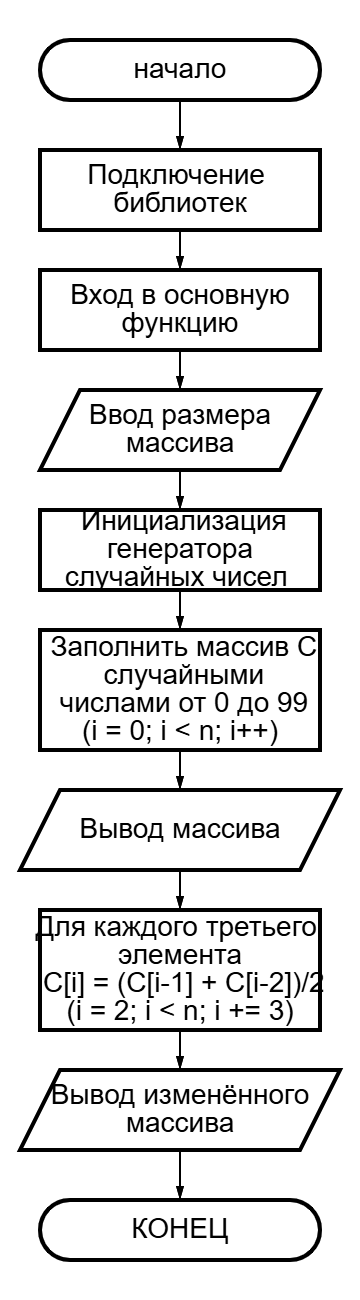 начало
Подключение
библиотек
Вход в основную
функцию
Ввод размера
массива
Инициализация
генератора
случайных чисел
Заполнить массив С
случайными
числами от 0 до 99
(i = 0; i < n; i++)
Вывод массива
Для каждого третьего
элемента
C[i] = (C[i-1] + C[i-2])/2
(i = 2; i < n; i += 3)
Вывод изменённого
массива
КОНЕЦ